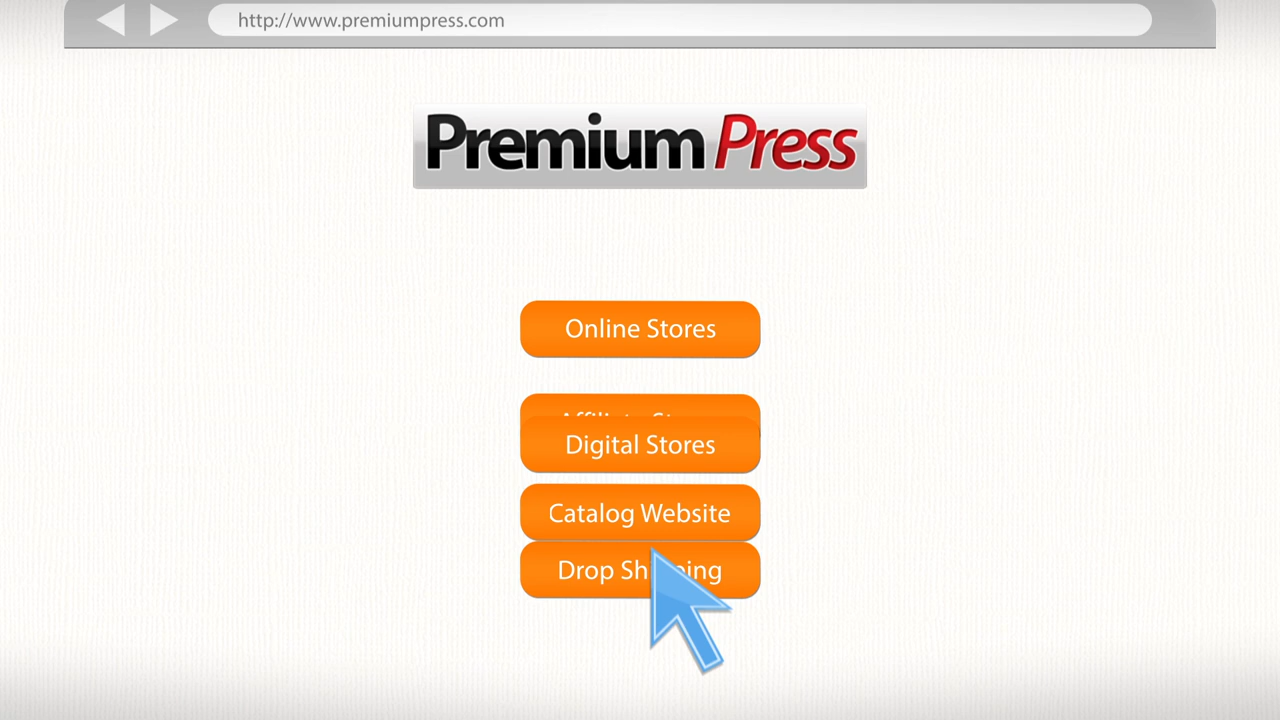 http://www.premiumpress.com
Premium Press
Online Stores
Digital Stores
Catalog Website
Drop Shipping